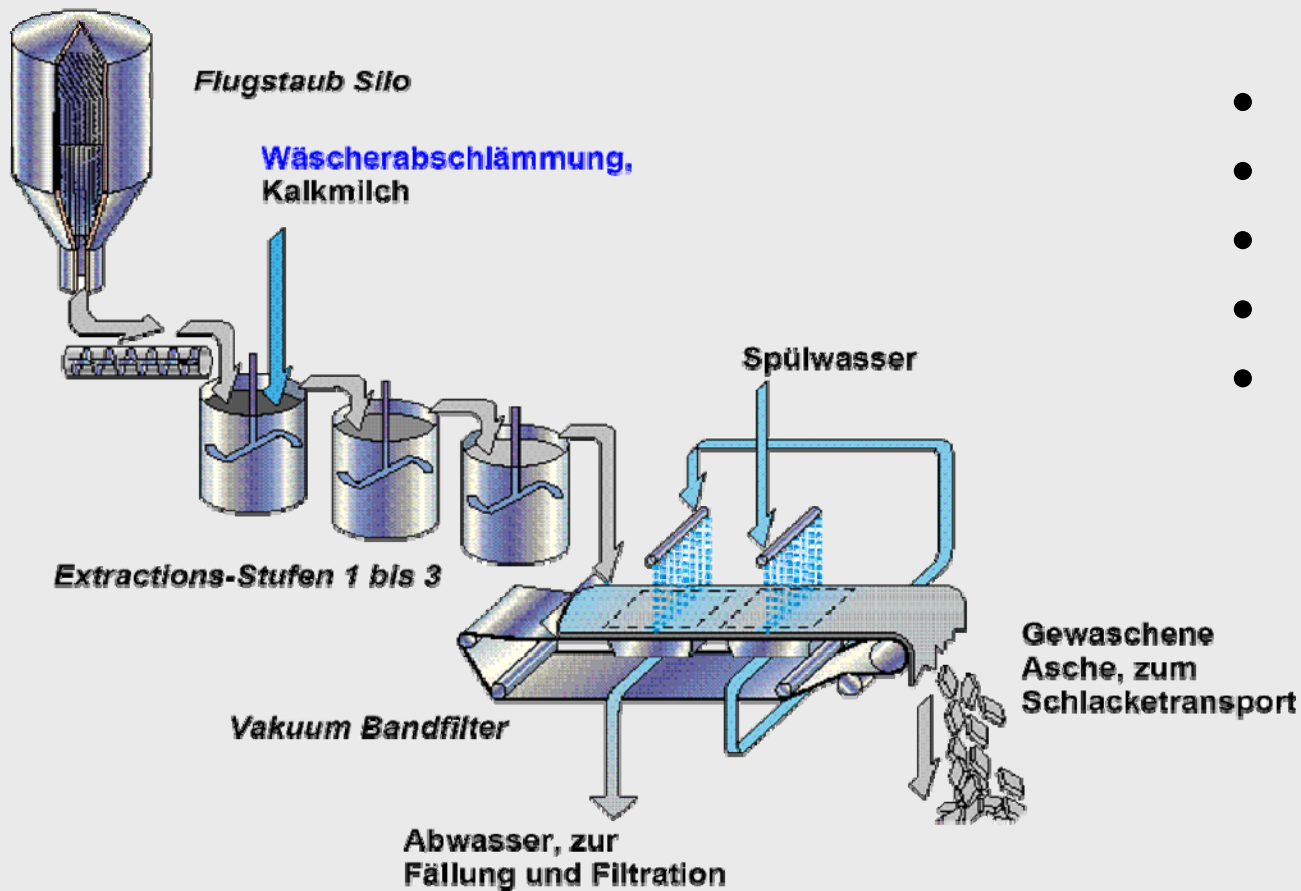 Flugstaub Silo
Wäscherabschlämmung,
Kalkmilch
Spülwasser
Extractions-Stufen 1 bis 3
Gewaschene
Asche, zum
Schlacketransport
Vakuum Bandfilter
Abwasser, zur
Fällung und Filtration